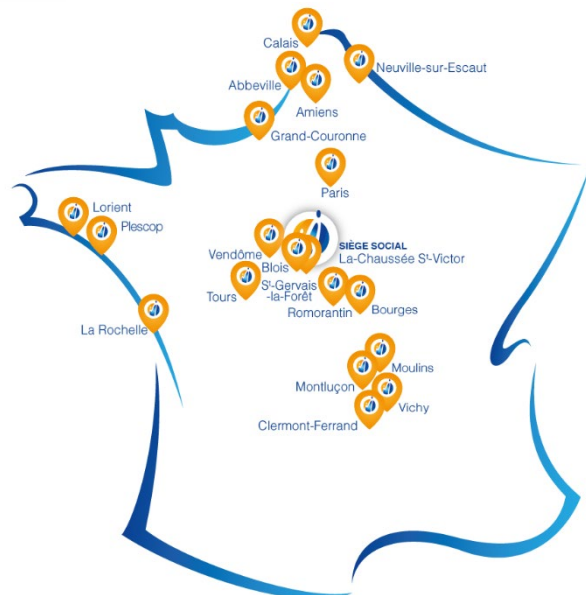 Calais
Neuville-sur-Escaut
Abbeville
Amiens
Grand-Couronne
Paris
Lorient
Plescop
SIÈGE SOCIAL
La-Chaussée Sᵗ-Victor
Vendôme
Blois
Sᵗ-Gervais
-la-Forêt
Tours
Romorantin
Bourges
La Rochelle
Moulins
Montluçon
Vichy
Clermont-Ferrand